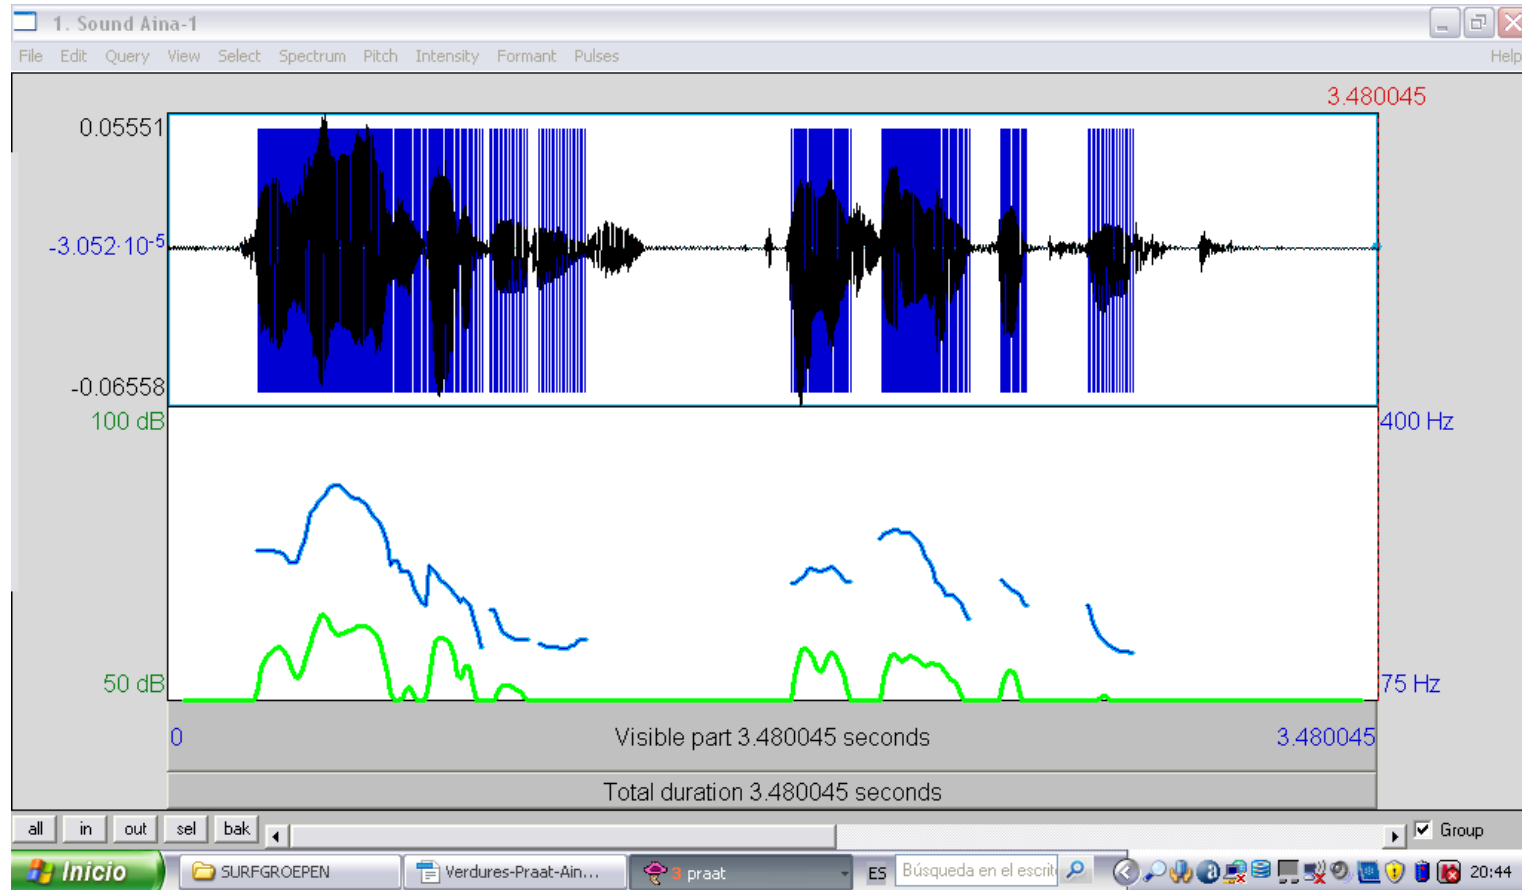 1. Sound Aina-1
File Edit Query View Select Spectrum Pitch Intensity Formant Pulses Help
3.480045
0.05551
-3.052·10⁻⁵
-0.06558
100 dB
400 Hz
50 dB
75 Hz
0 Visible part 3.480045 seconds 3.480045
Total duration 3.480045 seconds
all in out sel bak Group
Inicio SURFGROEPEN Verdures-Praat-Ain... 3 praat ES Búsqueda en el escrit 20:44